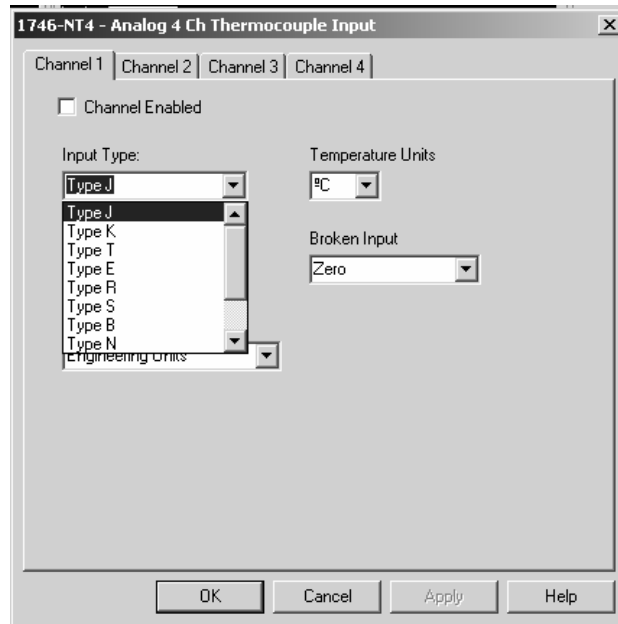 1746-NT4 - Analog 4 Ch Thermocouple Input
Channel 1 Channel 2 Channel 3 Channel 4
Channel Enabled
Input Type: Temperature Units
Type J ºC
Type J
Type K
Type T Broken Input
Type E Zero
Type R
Type S
Type B
Type N
Engineering Units
OK Cancel Apply Help